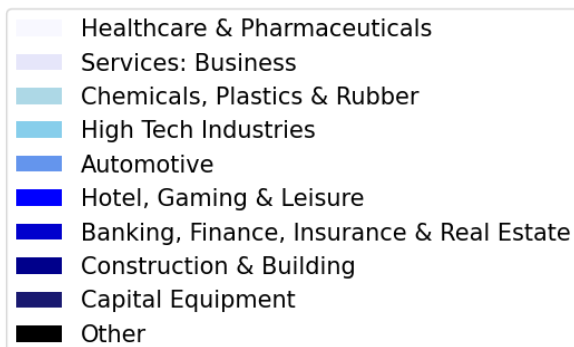 Healthcare & Pharmaceuticals
Services: Business
Chemicals, Plastics & Rubber
High Tech Industries
Automotive
Hotel, Gaming & Leisure
Banking, Finance, Insurance & Real Estate
Construction & Building
Capital Equipment
Other